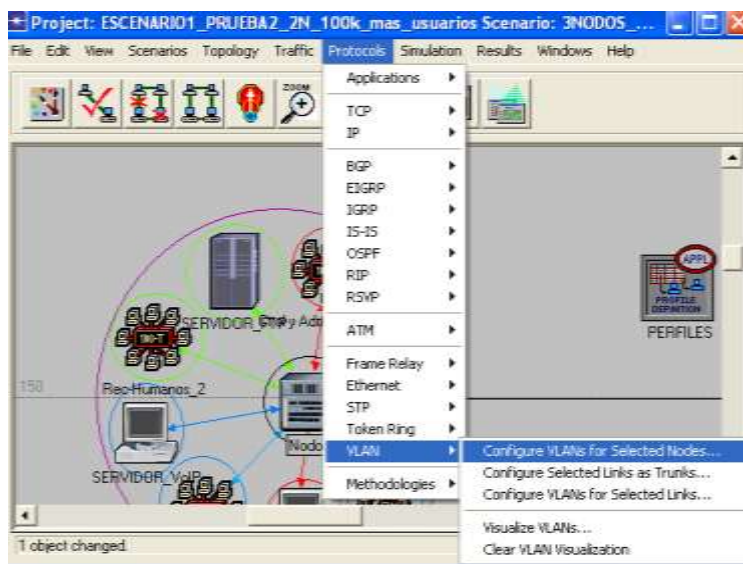 Project: ESCENARIO1_PRUEBA2_2N_100k_mas_usuarios Scenario: 3NODOS_...
File Edit View Scenarios Topology Traffic Protocols Simulation Results Windows Help
ZOOM
Applications
TCP
IP
BGP
EIGRP
IGRP
IS-IS
OSPF
RIP
RSVP
ATM
Frame Relay
Ethernet
STP
Token Ring
VLAN
Methodologies
Configure VLANs for Selected Nodes...
Configure Selected Links as Trunks...
Configure VLANs for Selected Links...
Visualize VLANs...
Clear VLAN Visualization
SERVIDOR
Rec-Humanos_2
150
SERVIDOR_VoIP
Nodo
APPL
PROFILE
DEFINITION
PERFILES
1 object changed.